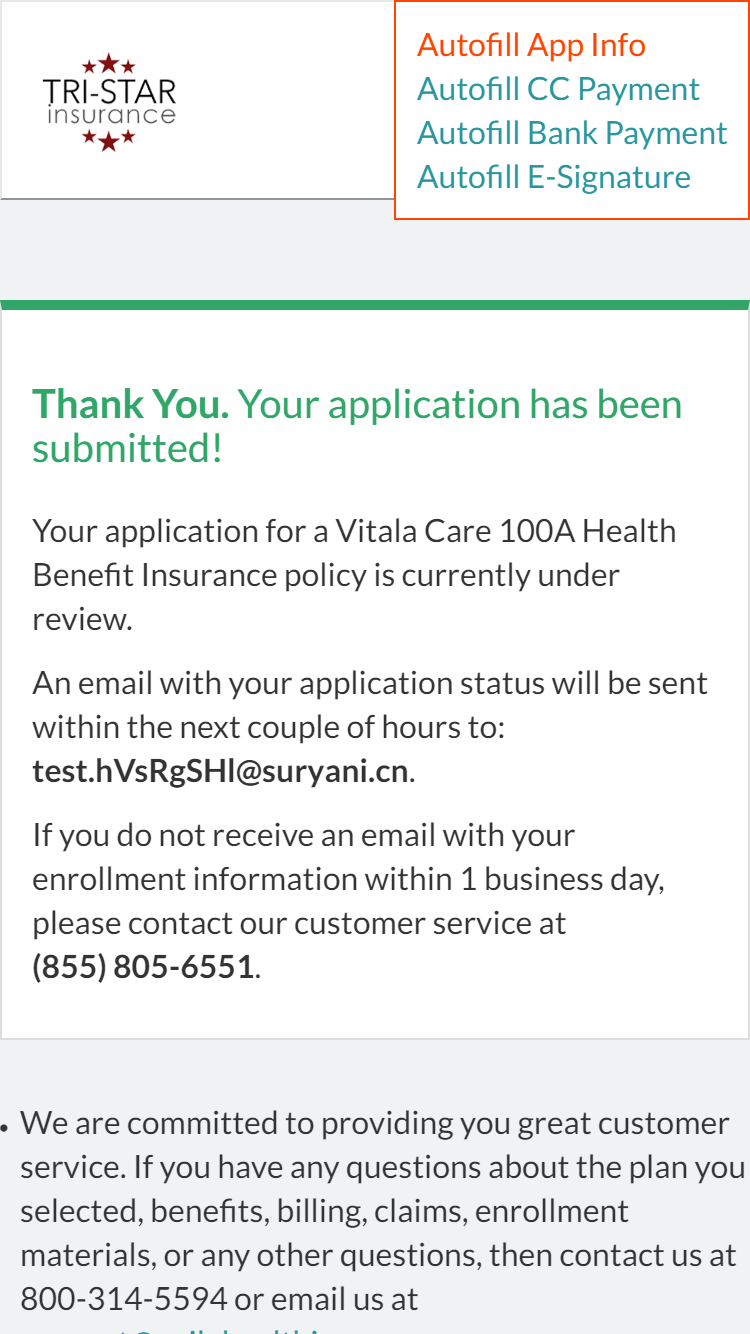 TRI-STAR
insurance
Autofill App Info
Autofill CC Payment
Autofill Bank Payment
Autofill E-Signature
Thank You. Your application has been
submitted!
Your application for a Vitala Care 100A Health
Benefit Insurance policy is currently under
review.
An email with your application status will be sent
within the next couple of hours to:
test.hVsRgSHl@suryani.cn.
If you do not receive an email with your
enrollment information within 1 business day,
please contact our customer service at
(855) 805-6551.
• We are committed to providing you great customer
service. If you have any questions about the plan you
selected, benefits, billing, claims, enrollment
materials, or any other questions, then contact us at
800-314-5594 or email us at